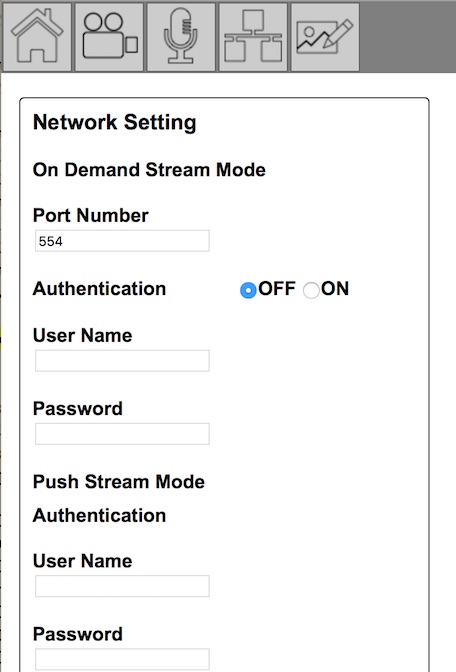 Network Setting
On Demand Stream Mode
Port Number
554
Authentication OFF ON
User Name
Password
Push Stream Mode
Authentication
User Name
Password